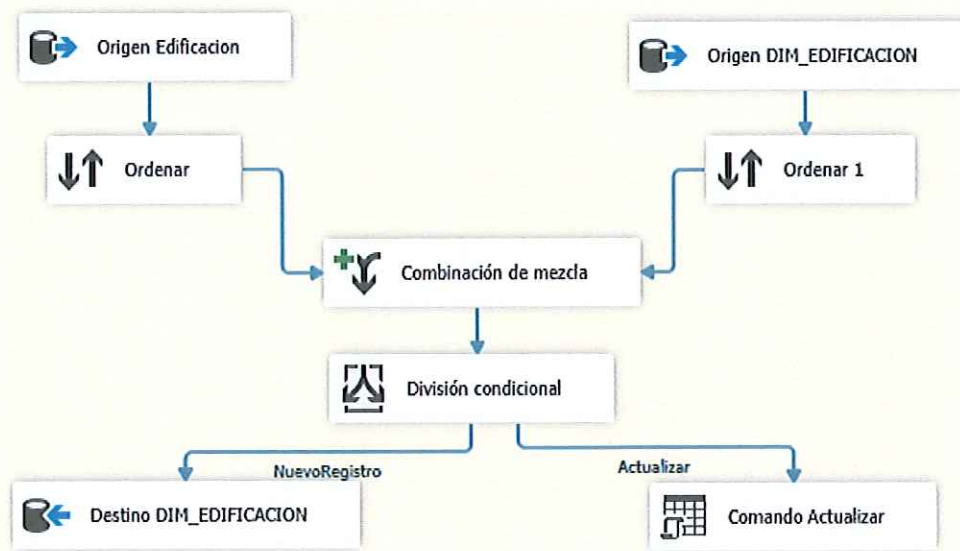 Origen Edificacion
Origen DIM_EDIFICACION
Ordenar
Ordenar 1
Combinación de mezcla
División condicional
NuevoRegistro
Actualizar
Destino DIM_EDIFICACION
Comando Actualizar